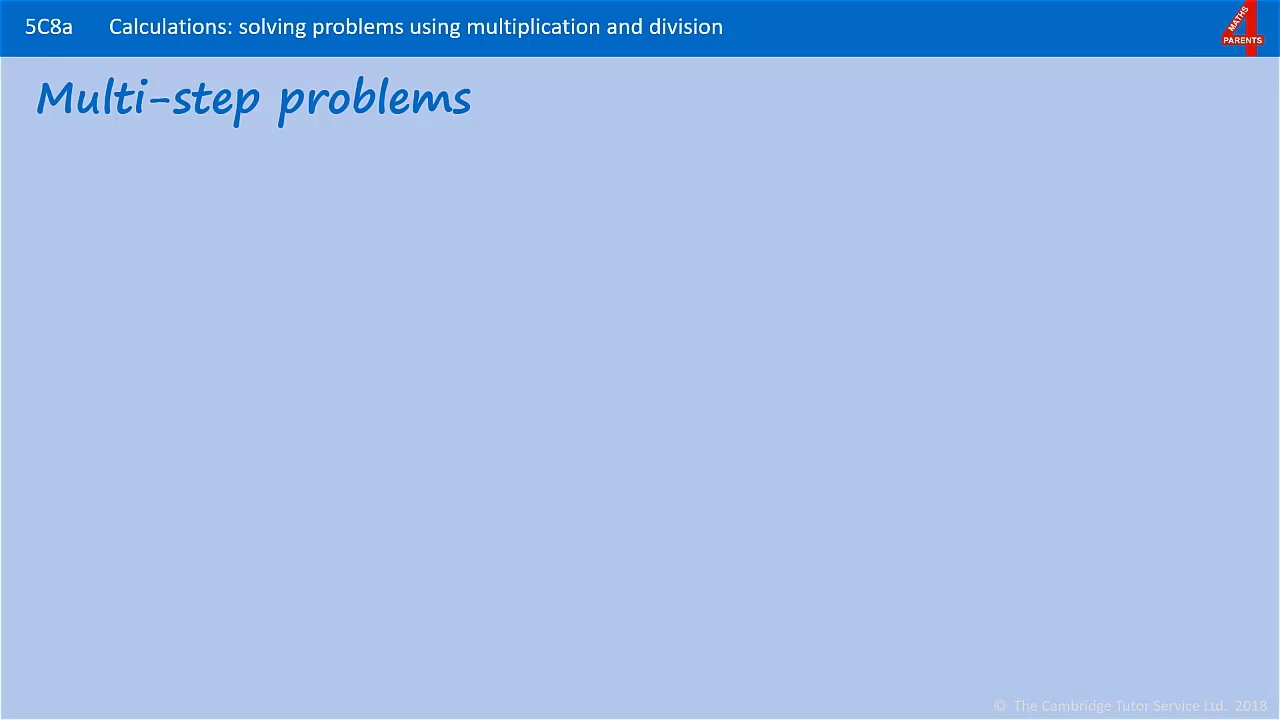 5C8a Calculations: solving problems using multiplication and division
MATHS
4
PARENTS
Multi-step problems
© The Cambridge Tutor Service Ltd. 2018